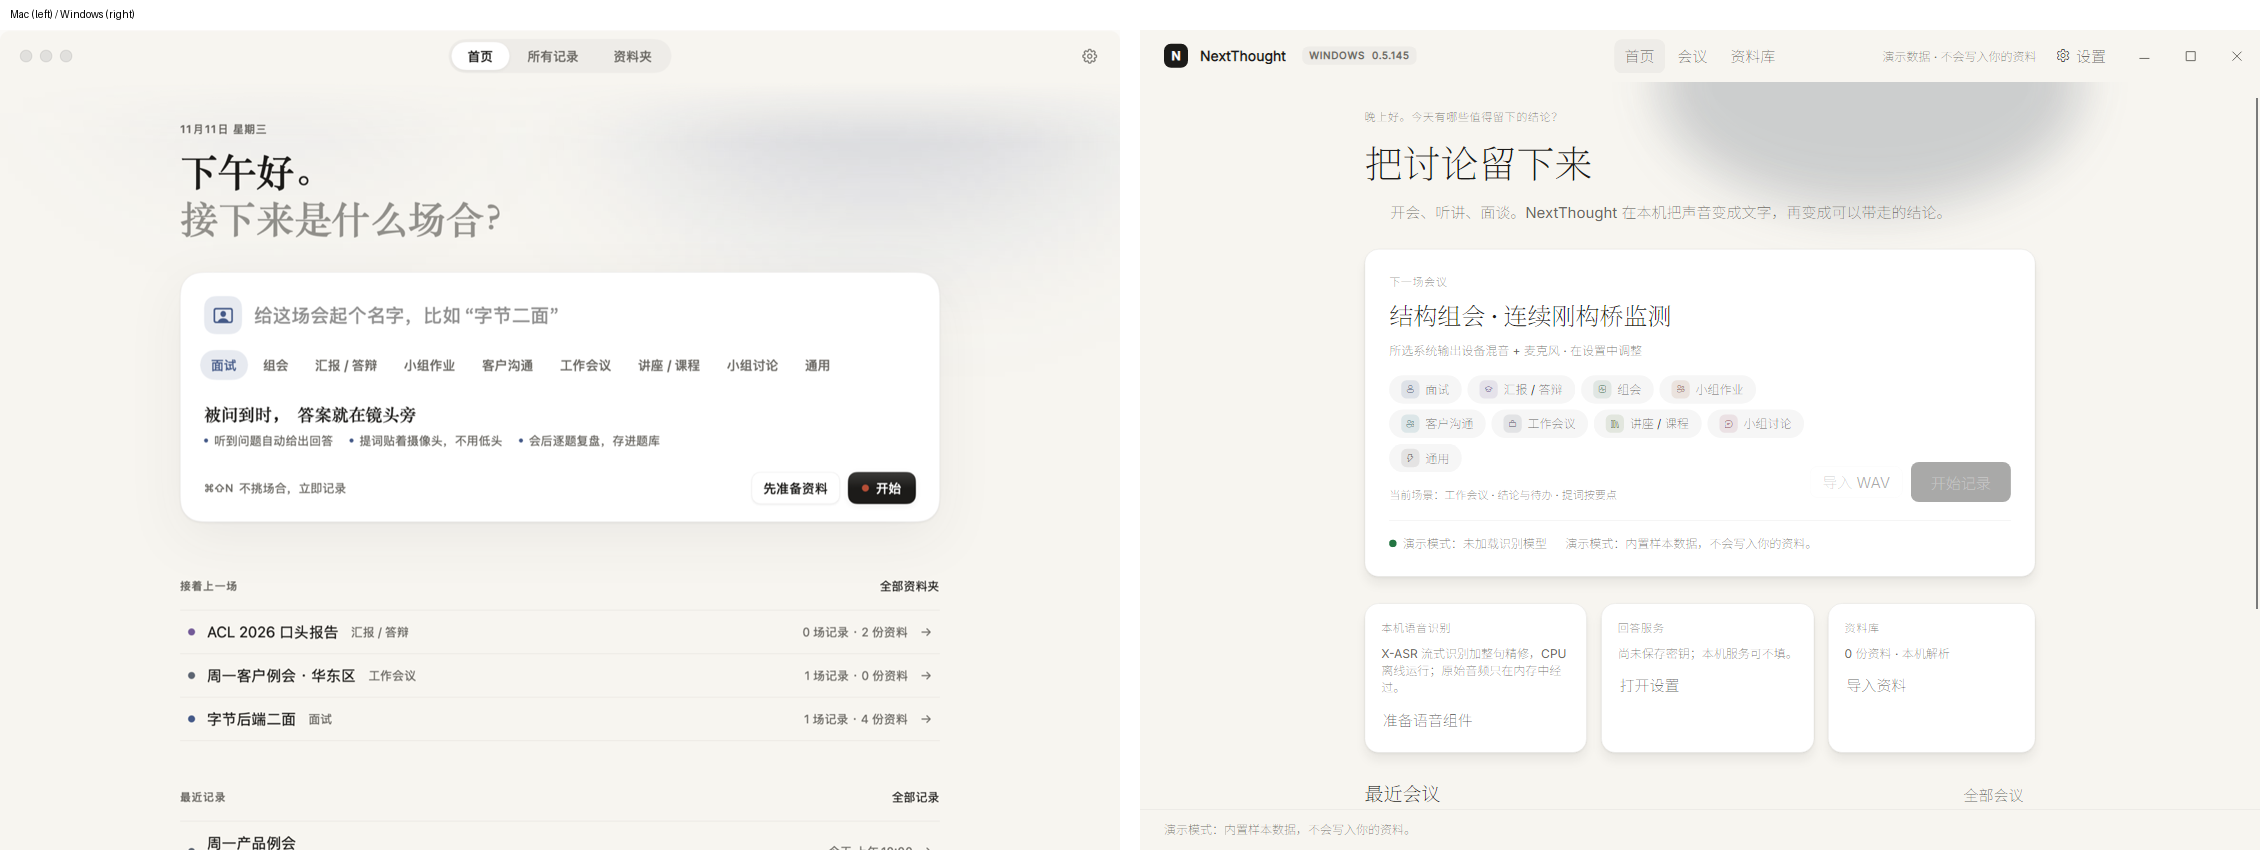 Mac (left) / Windows (right)
首页 所有记录 资料夹
11月11日 星期三
下午好。
接下来是什么场合?
给这场会起个名字，比如“字节二面”
面试 组会 汇报 / 答辩 小组作业 客户沟通 工作会议 讲座 / 课程 小组讨论 通用
被问到时， 答案就在镜头旁
• 听到问题自动给出回答 • 提词贴着摄像头，不用低头 • 会后逐题复盘，存进题库
⌘⇧N 不挑场合，立即记录
先准备资料 开始
接着上一场 全部资料夹
ACL 2026 口头报告 汇报 / 答辩 0 场记录 · 2 份资料 →
周一客户例会 · 华东区 工作会议 1 场记录 · 0 份资料 →
字节后端二面 面试 1 场记录 · 4 份资料 →
最近记录 全部记录
周一产品例会
N NextThought WINDOWS 0.5.145 首页 会议 资料库 演示数据 · 不会写入你的资料 设置
晚上好。今天有哪些值得留下的结论？
把讨论留下来
开会、听讲、面谈。NextThought 在本机把声音变成文字，再变成可以带走的结论。
下一场会议
结构组会 · 连续刚构桥监测
所选系统输出设备混音 + 麦克风 · 在设置中调整
面试 汇报 / 答辩 组会 小组作业
客户沟通 工作会议 讲座 / 课程 小组讨论
通用
导入 WAV 开始记录
当前场景：工作会议 · 结论与待办 · 提词按要点
演示模式：未加载识别模型 演示模式：内置样本数据，不会写入你的资料。
本机语音识别
X-ASR 流式识别加整句精修，CPU
离线运行；原始音频只在内存中经
过。
准备语音组件
回答服务
尚未保存密钥；本机服务可不填。
打开设置
资料库
0 份资料 · 本机解析
导入资料
最近会议 全部会议
演示模式：内置样本数据，不会写入你的资料。